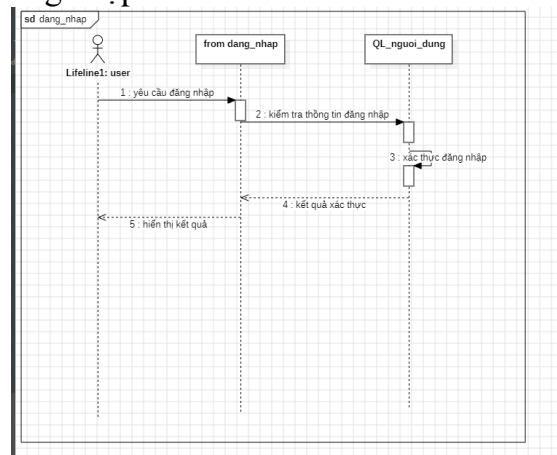 sd dang_nhap
from dang_nhap
QL_nguoi_dung
Lifeline1: user
1 : yêu cầu đăng nhập
2 : kiểm tra thông tin đăng nhập
3 : xác thực đăng nhập
4 : kết quả xác thực
5 : hiển thị kết quả